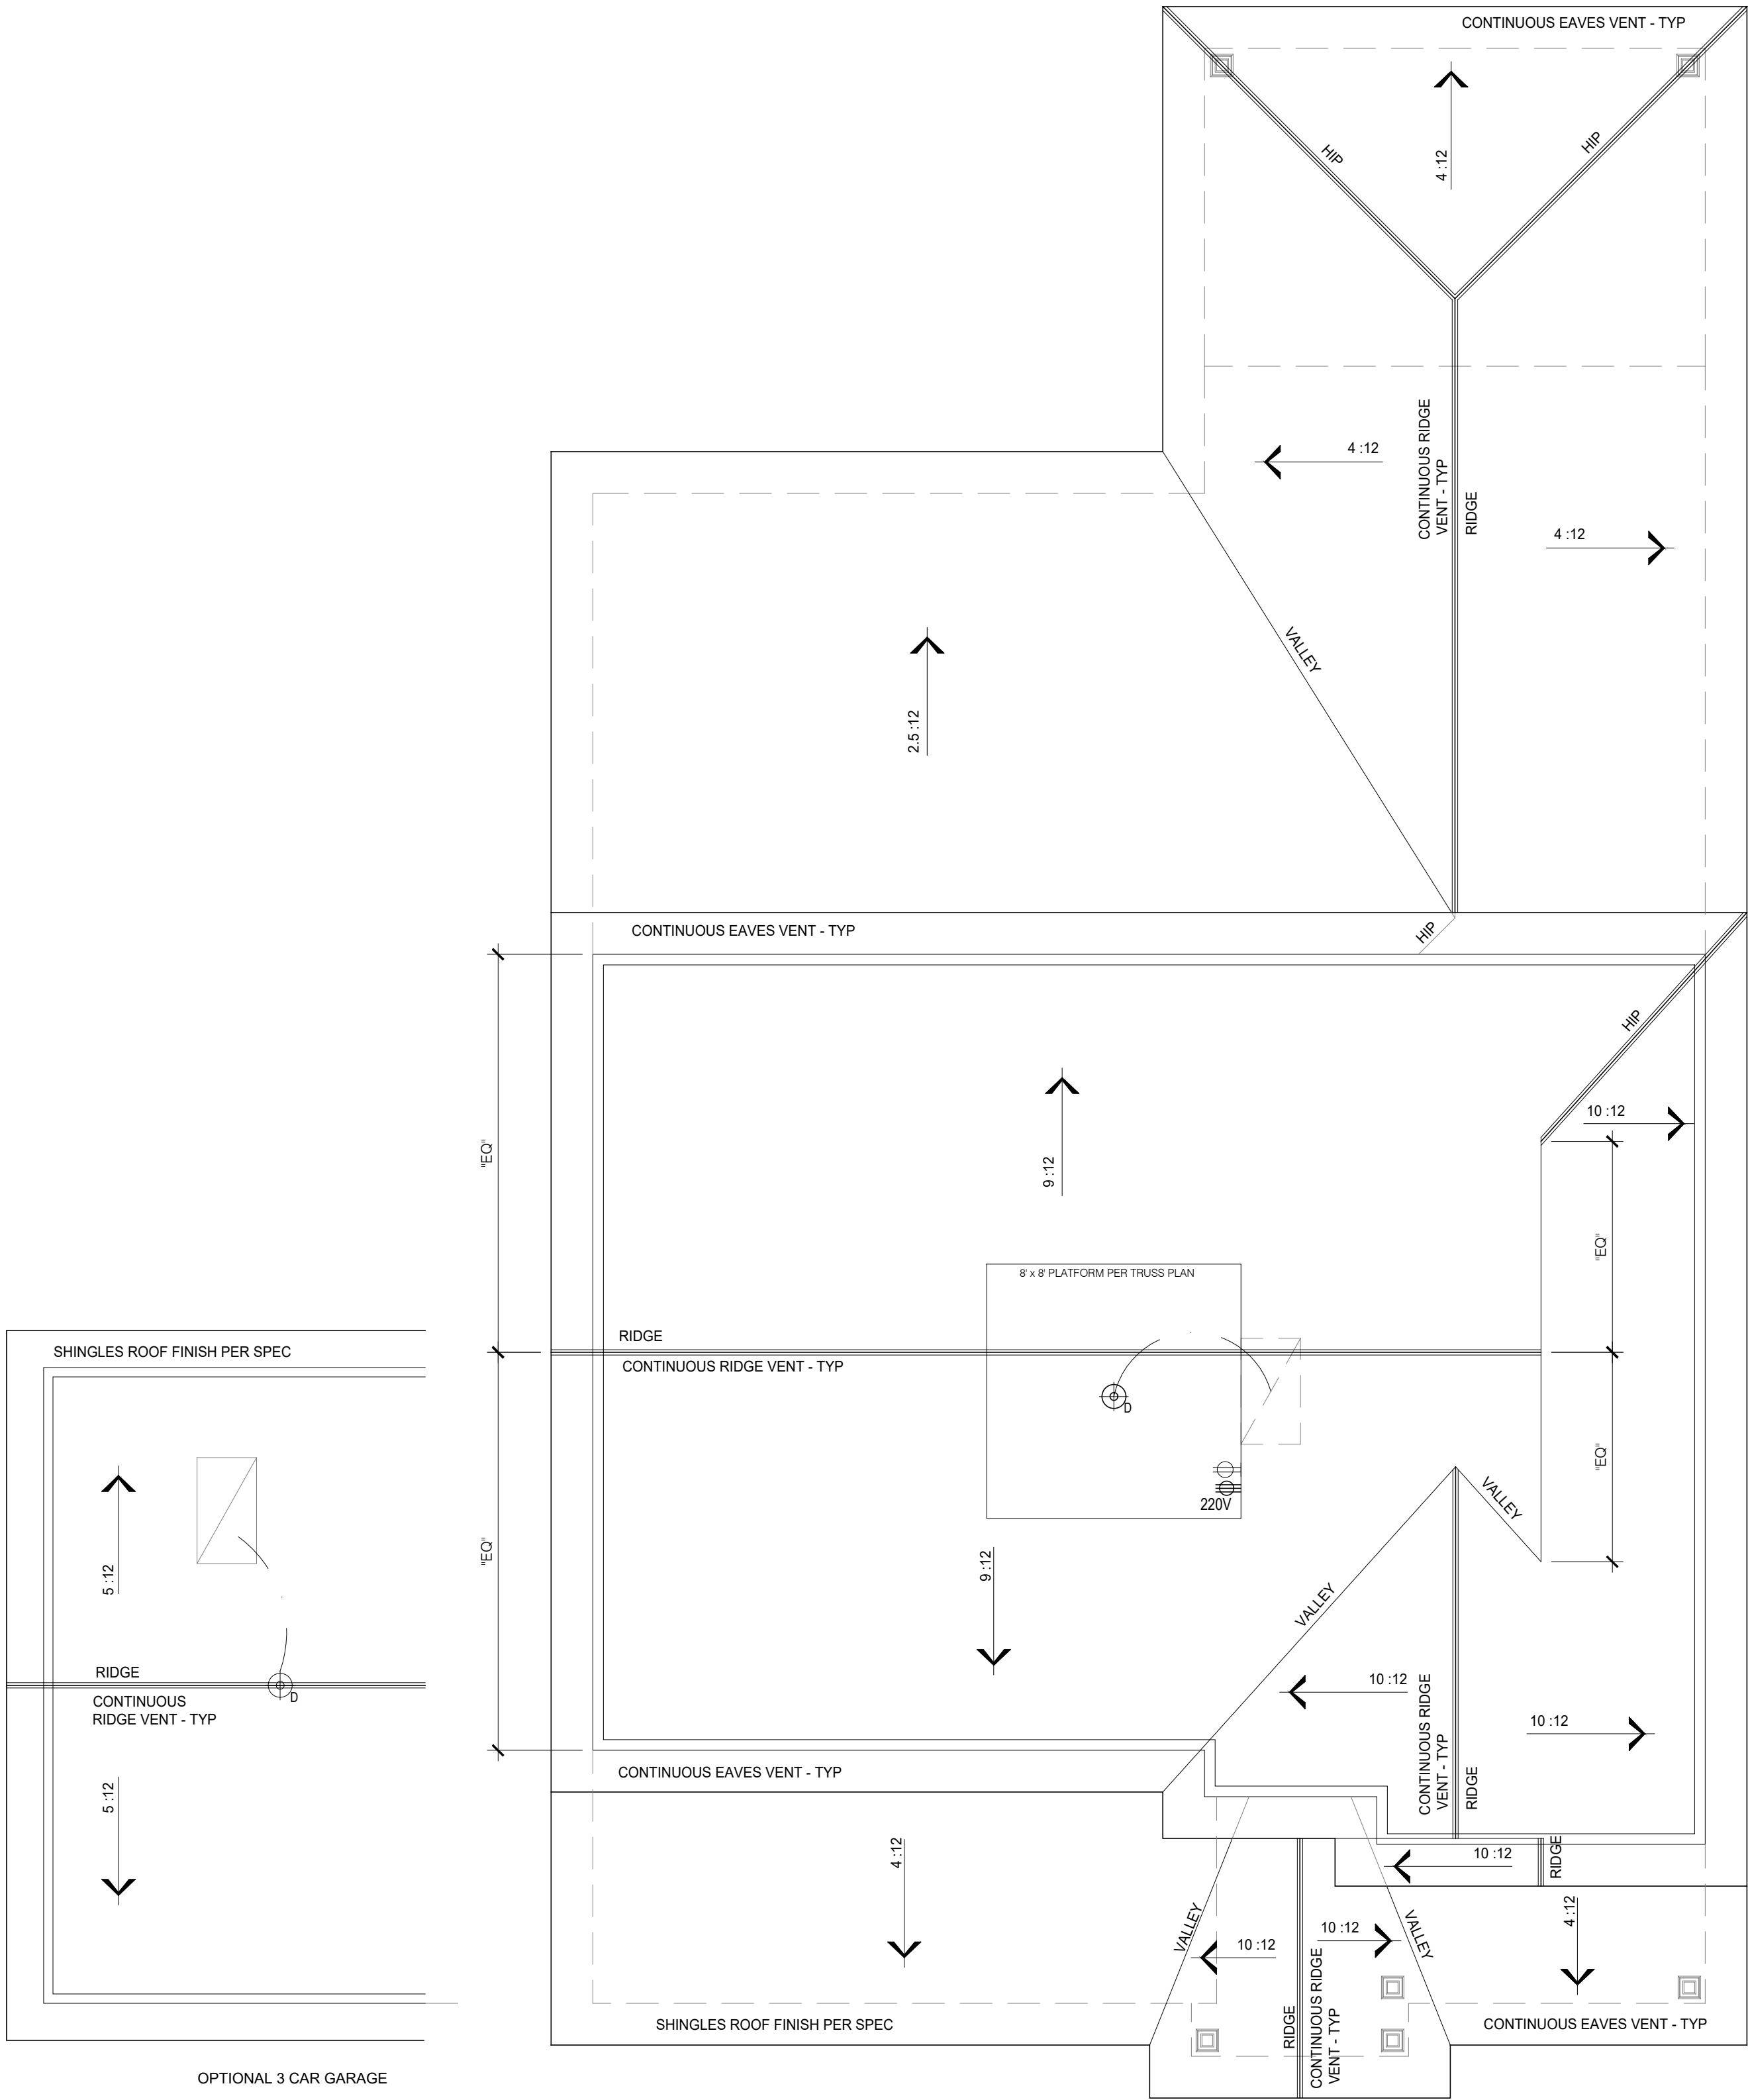 CONTINUOUS EAVES VENT - TYP
HIP
HIP
4 :12
4 :12
CONTINUOUS RIDGE
VENT - TYP
RIDGE
4 :12
VALLEY
2.5 :12
CONTINUOUS EAVES VENT - TYP
HIP
HIP
10 :12
"EQ"
9 :12
"EQ"
8' x 8' PLATFORM PER TRUSS PLAN
RIDGE
CONTINUOUS RIDGE VENT - TYP
D
220V
"EQ"
VALLEY
"EQ"
9 :12
VALLEY
10 :12
CONTINUOUS RIDGE
VENT - TYP
RIDGE
10 :12
CONTINUOUS EAVES VENT - TYP
4 :12
10 :12
RIDGE
VALLEY
10 :12
10 :12
VALLEY
4 :12
RIDGE
CONTINUOUS RIDGE
VENT - TYP
SHINGLES ROOF FINISH PER SPEC
CONTINUOUS EAVES VENT - TYP
SHINGLES ROOF FINISH PER SPEC
5 :12
RIDGE
D
CONTINUOUS
RIDGE VENT - TYP
5 :12
OPTIONAL 3 CAR GARAGE